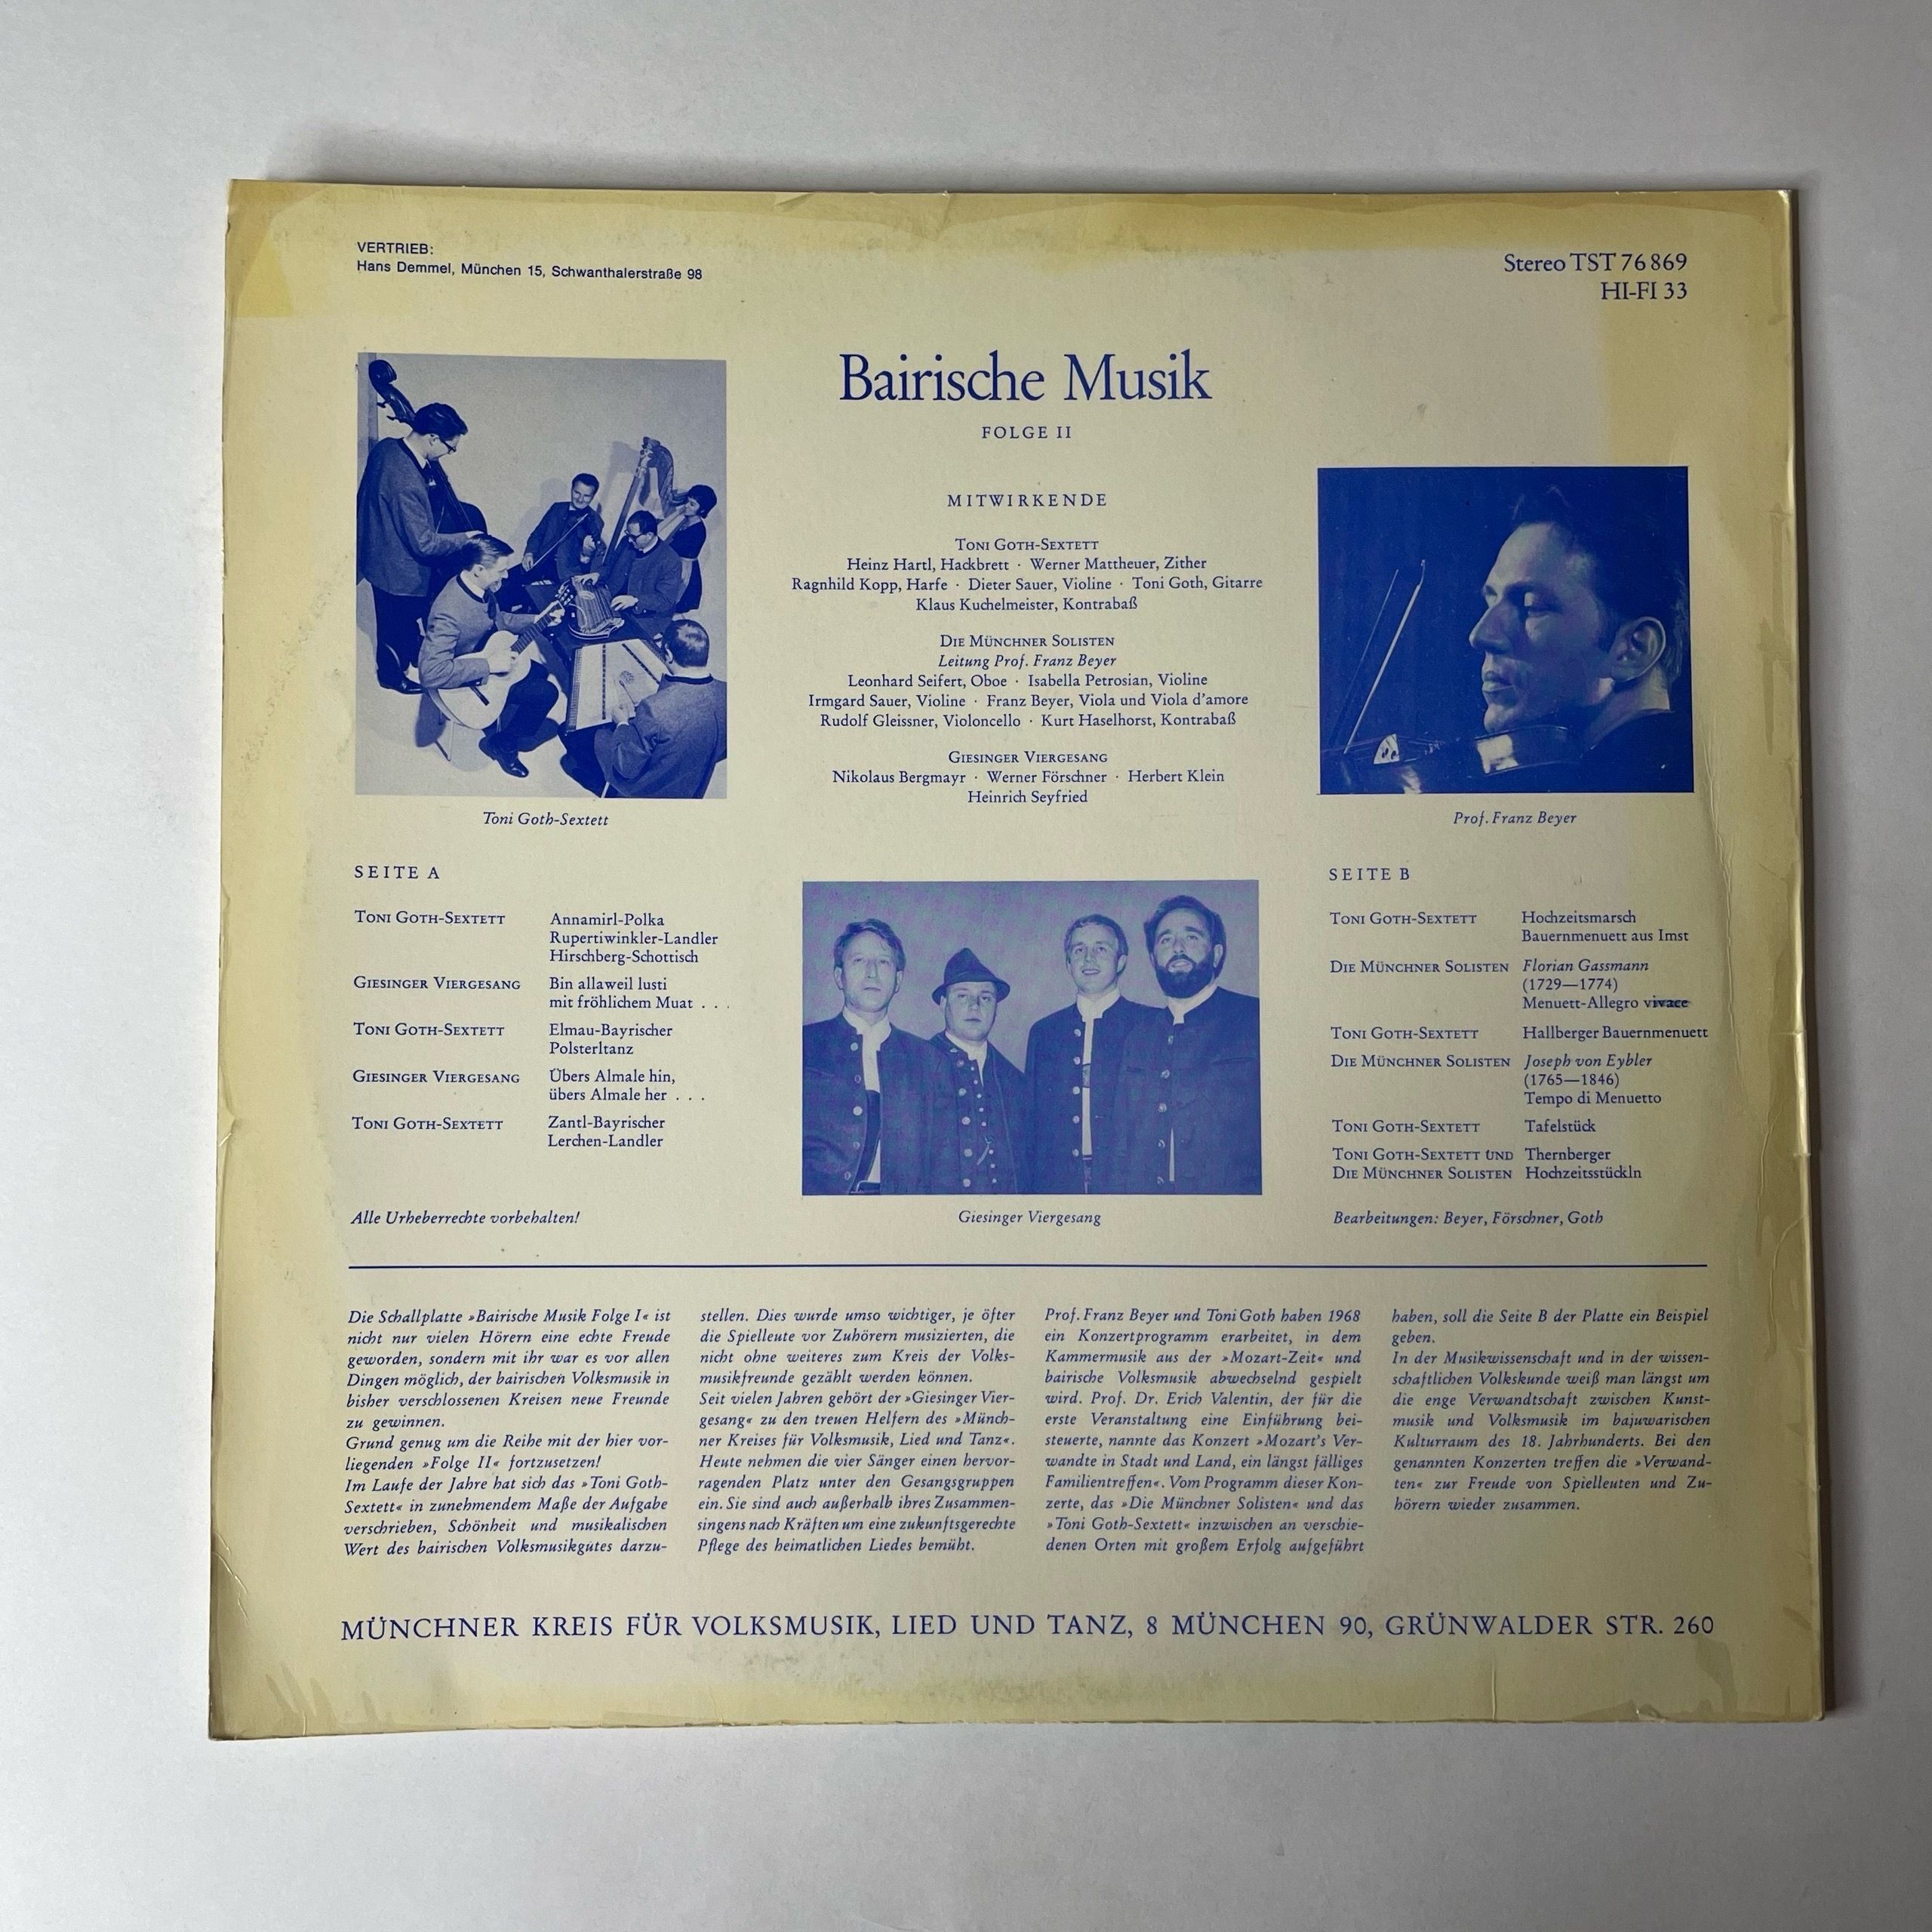 VERTRIEB:
Hans Demmel, München 15, Schwanthalerstraße 98
Stereo TST 76 869
HI-FI 33
Bairische Musik
FOLGE II
MITWIRKENDE
TONI GOTH-SEXTETT
Heinz Hartl, Hackbrett · Werner Mattheuer, Zither
Ragnhild Kopp, Harfe · Dieter Sauer, Violine · Toni Goth, Gitarre
Klaus Kuchelmeister, Kontrabaß
DIE MÜNCHNER SOLISTEN
Leitung Prof. Franz Beyer
Leonhard Seifert, Oboe · Isabella Petrosian, Violine
Irmgard Sauer, Violine · Franz Beyer, Viola und Viola d'amore
Rudolf Gleissner, Violoncello · Kurt Haselhorst, Kontrabaß
GIESINGER VIERGESANG
Nikolaus Bergmayr · Werner Förschner · Herbert Klein
Heinrich Seyfried
Toni Goth-Sextett
Prof. Franz Beyer
SEITE A
TONI GOTH-SEXTETT Annamirl-Polka
Rupertiwinkler-Landler
Hirschberg-Schottisch
GIESINGER VIERGESANG Bin allaweil lusti
mit fröhlichem Muat . . .
TONI GOTH-SEXTETT Elmau-Bayrischer
Polsterltanz
GIESINGER VIERGESANG Übers Almale hin,
übers Almale her . . .
TONI GOTH-SEXTETT Zantl-Bayrischer
Lerchen-Landler
Alle Urheberrechte vorbehalten!
Giesinger Viergesang
SEITE B
TONI GOTH-SEXTETT Hochzeitsmarsch
Bauernmenuett aus Imst
DIE MÜNCHNER SOLISTEN Florian Gassmann
(1729—1774)
Menuett-Allegro vivace
TONI GOTH-SEXTETT Hallberger Bauernmenuett
DIE MÜNCHNER SOLISTEN Joseph von Eybler
(1765—1846)
Tempo di Menuetto
TONI GOTH-SEXTETT Tafelstück
TONI GOTH-SEXTETT UND Thernberger
DIE MÜNCHNER SOLISTEN Hochzeitsstückln
Bearbeitungen: Beyer, Förschner, Goth
Die Schallplatte »Bairische Musik Folge I« ist
nicht nur vielen Hörern eine echte Freude
geworden, sondern mit ihr war es vor allen
Dingen möglich, der bairischen Volksmusik in
bisher verschlossenen Kreisen neue Freunde
zu gewinnen.
Grund genug um die Reihe mit der hier vor-
liegenden »Folge II« fortzusetzen!
Im Laufe der Jahre hat sich das »Toni Goth-
Sextett« in zunehmendem Maße der Aufgabe
verschrieben, Schönheit und musikalischen
Wert des bairischen Volksmusikgutes darzu-
stellen. Dies wurde umso wichtiger, je öfter
die Spielleute vor Zuhörern musizierten, die
nicht ohne weiteres zum Kreis der Volks-
musikfreunde gezählt werden können.
Seit vielen Jahren gehört der »Giesinger Vier-
gesang« zu den treuen Helfern des »Münch-
ner Kreises für Volksmusik, Lied und Tanz«.
Heute nehmen die vier Sänger einen hervor-
ragenden Platz unter den Gesangsgruppen
ein. Sie sind auch außerhalb ihres Zusammen-
singens nach Kräften um eine zukunftsgerechte
Pflege des heimatlichen Liedes bemüht.
Prof. Franz Beyer und Toni Goth haben 1968
ein Konzertprogramm erarbeitet, in dem
Kammermusik aus der »Mozart-Zeit« und
bairische Volksmusik abwechselnd gespielt
wird. Prof. Dr. Erich Valentin, der für die
erste Veranstaltung eine Einführung bei-
steuerte, nannte das Konzert »Mozart's Ver-
wandte in Stadt und Land, ein längst fälliges
Familientreffen«. Vom Programm dieser Kon-
zerte, das »Die Münchner Solisten« und das
»Toni Goth-Sextett« inzwischen an verschie-
denen Orten mit großem Erfolg aufgeführt
haben, soll die Seite B der Platte ein Beispiel
geben.
In der Musikwissenschaft und in der wissen-
schaftlichen Volkskunde weiß man längst um
die enge Verwandtschaft zwischen Kunst-
musik und Volksmusik im bajuwarischen
Kulturraum des 18. Jahrhunderts. Bei den
genannten Konzerten treffen die »Verwand-
ten« zur Freude von Spielleuten und Zu-
hörern wieder zusammen.
MÜNCHNER KREIS FÜR VOLKSMUSIK, LIED UND TANZ, 8 MÜNCHEN 90, GRÜNWALDER STR. 260